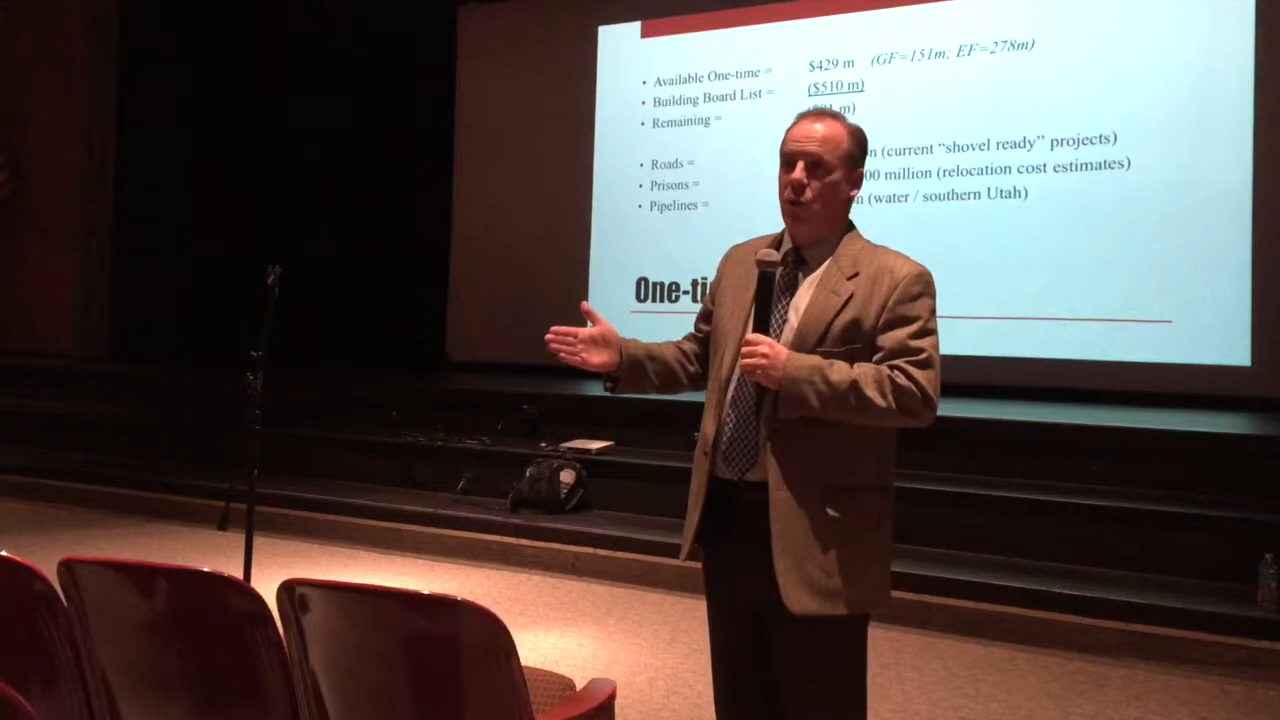 • Available One-time = $429 m (GF=151m; EF=278m)
• Building Board List = ($510 m)
• Remaining = m)
• Roads = (current “shovel ready” projects)
• Prisons = 00 million (relocation cost estimates)
• Pipelines = (water / southern Utah)
One-ti